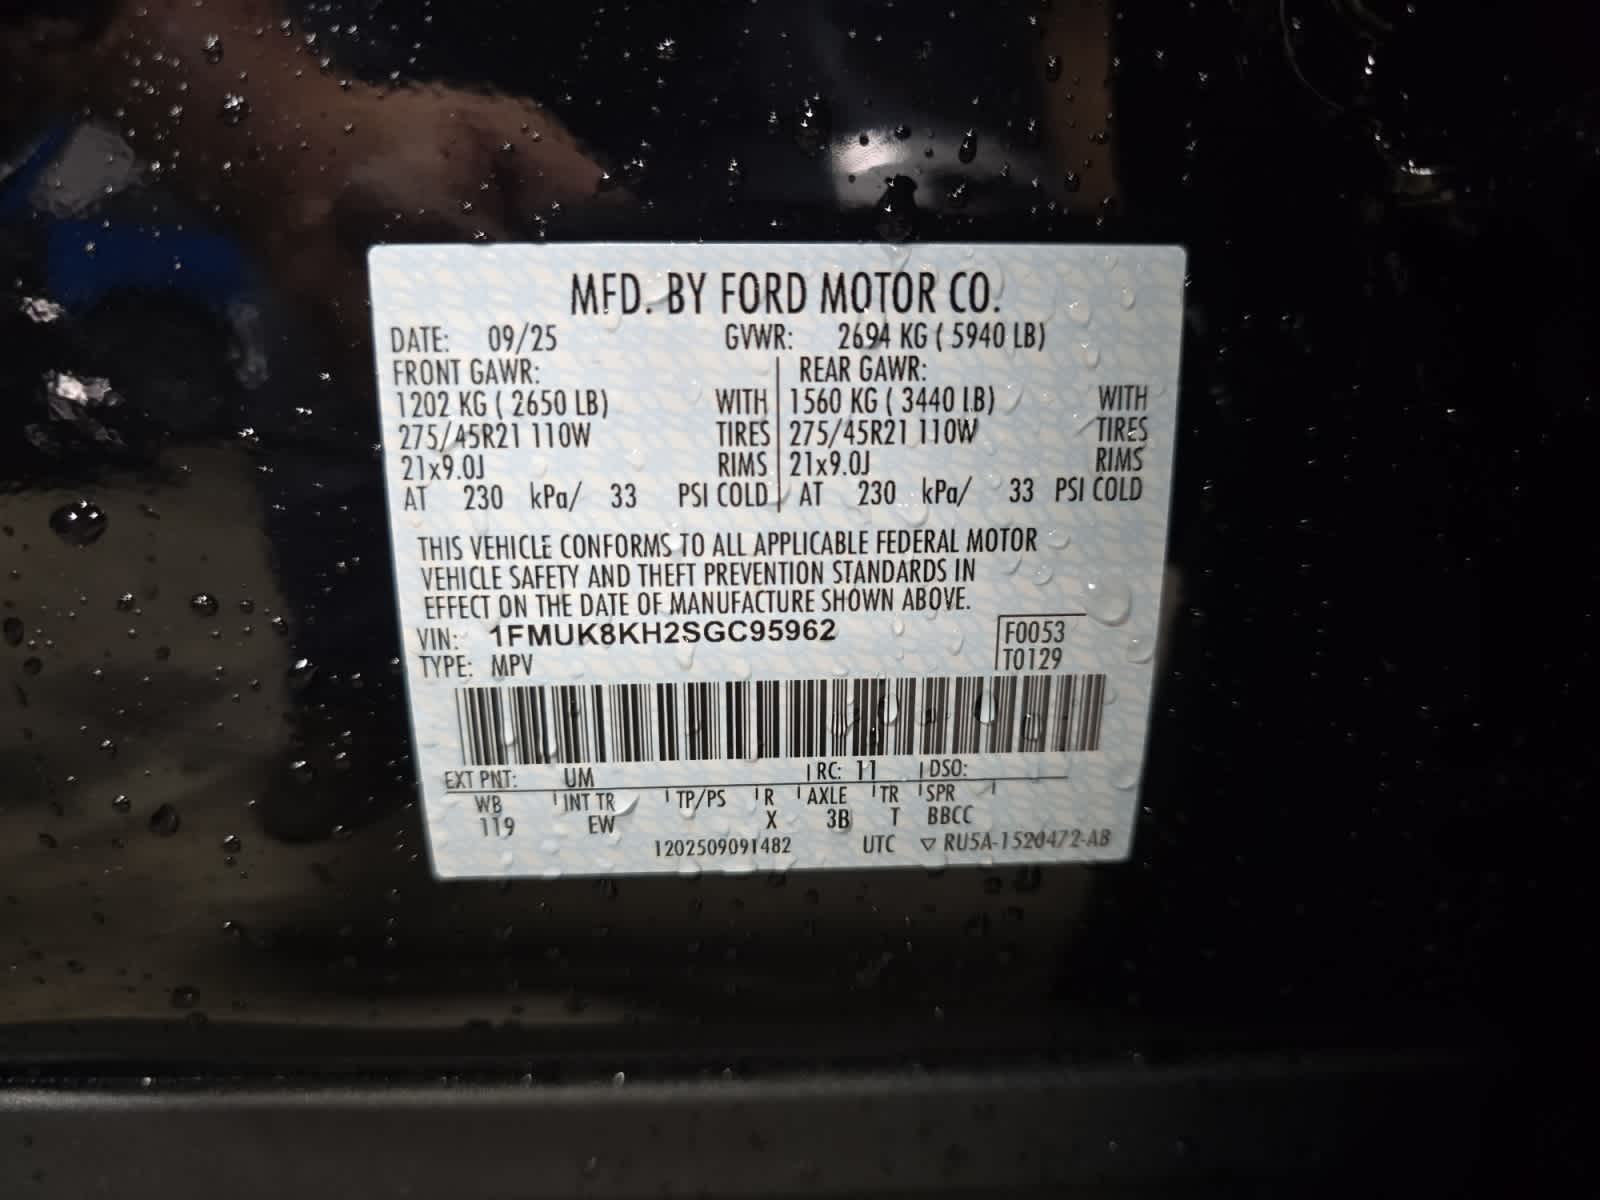 MFD. BY FORD MOTOR CO.
DATE: 09/25 GVWR: 2694 KG ( 5940 LB)
FRONT GAWR: REAR GAWR:
1202 KG ( 2650 LB) WITH 1560 KG ( 3440 LB) WITH
275/45R21 110W TIRES 275/45R21 110W TIRES
21x9.0J RIMS 21x9.0J RIMS
AT 230 kPa/ 33 PSI COLD AT 230 kPa/ 33 PSI COLD
THIS VEHICLE CONFORMS TO ALL APPLICABLE FEDERAL MOTOR
VEHICLE SAFETY AND THEFT PREVENTION STANDARDS IN
EFFECT ON THE DATE OF MANUFACTURE SHOWN ABOVE.
VIN: 1FMUK8KH2SGC95962 F0053
TYPE: MPV T0129
EXT PNT: UM RC: 11 DSO:
WB INT TR TP/PS R AXLE TR SPR
119 EW X 3B T BBCC
1202509091482 UTC ▽ RU5A-1520472-AB